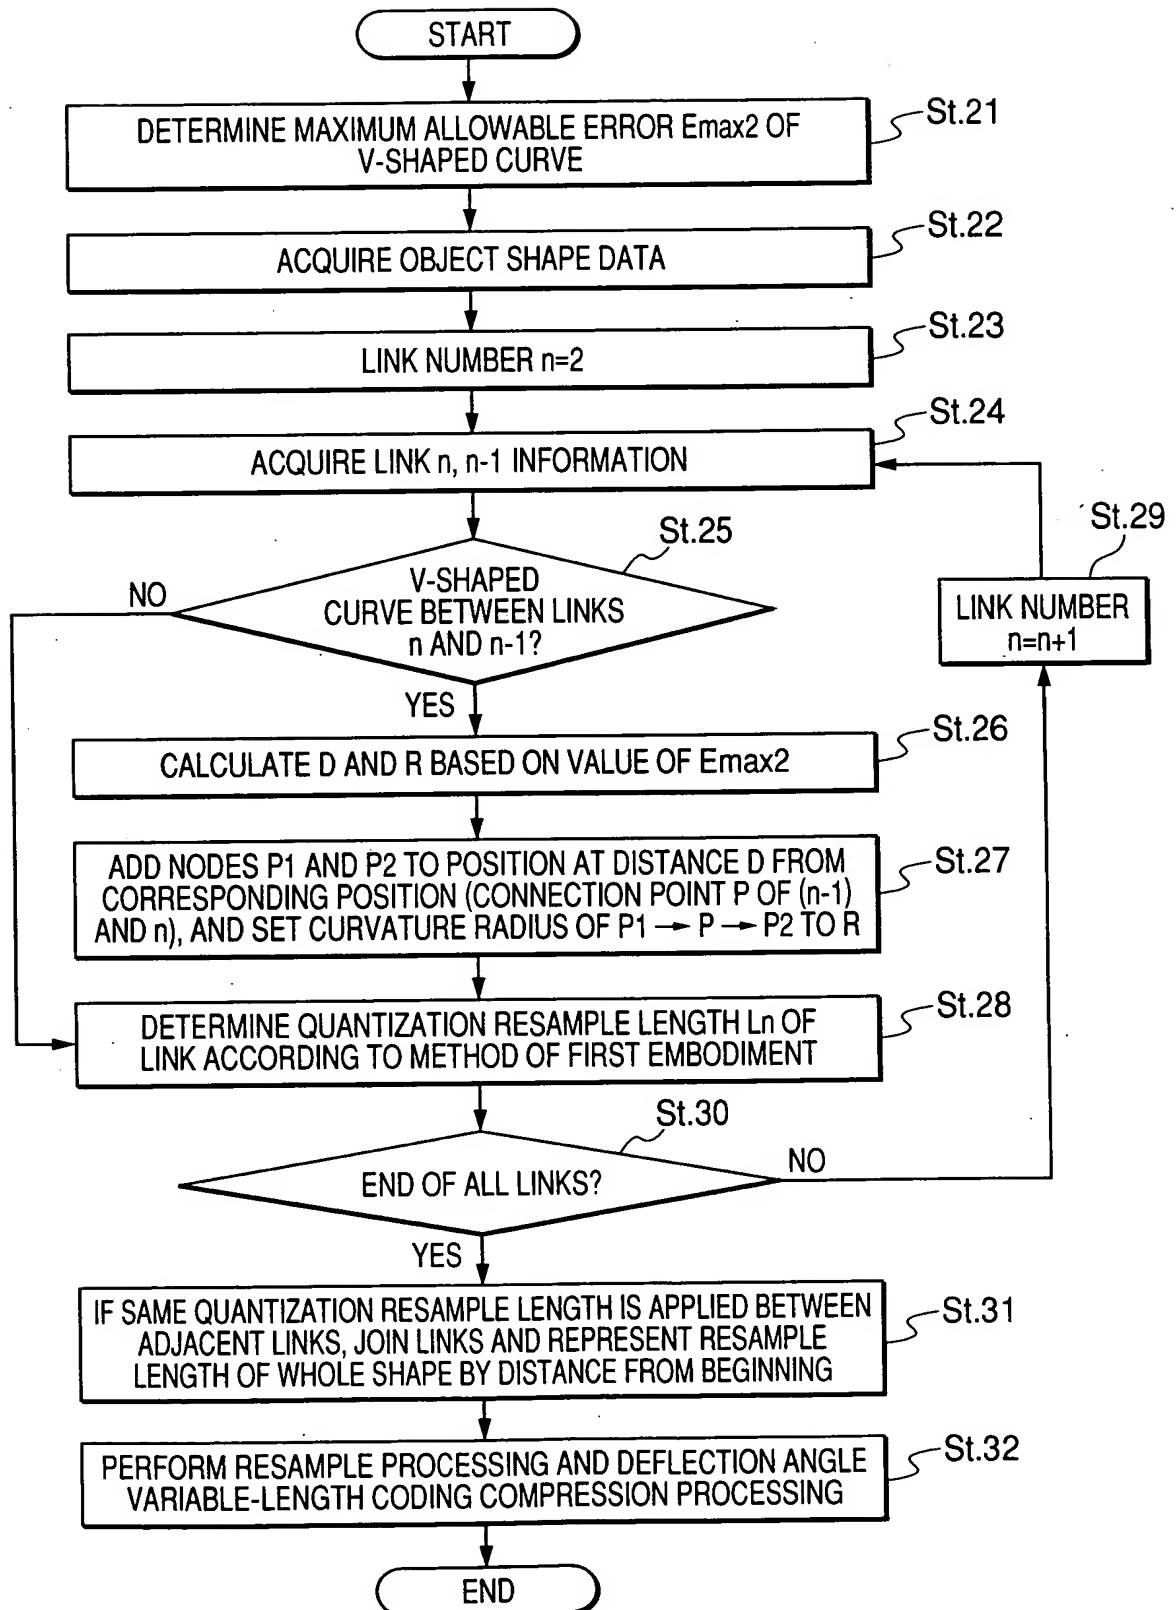 START
DETERMINE MAXIMUM ALLOWABLE ERROR Emax2 OF
V-SHAPED CURVE
St.21
ACQUIRE OBJECT SHAPE DATA
St.22
LINK NUMBER n=2
St.23
ACQUIRE LINK n, n-1 INFORMATION
St.24
St.29
LINK NUMBER
n=n+1
St.25
V-SHAPED
CURVE BETWEEN LINKS
n AND n-1?
NO
YES
CALCULATE D AND R BASED ON VALUE OF Emax2
St.26
ADD NODES P1 AND P2 TO POSITION AT DISTANCE D FROM
CORRESPONDING POSITION (CONNECTION POINT P OF (n-1)
AND n), AND SET CURVATURE RADIUS OF P1 → P → P2 TO R
St.27
DETERMINE QUANTIZATION RESAMPLE LENGTH Ln OF
LINK ACCORDING TO METHOD OF FIRST EMBODIMENT
St.28
St.30
END OF ALL LINKS?
NO
YES
IF SAME QUANTIZATION RESAMPLE LENGTH IS APPLIED BETWEEN
ADJACENT LINKS, JOIN LINKS AND REPRESENT RESAMPLE
LENGTH OF WHOLE SHAPE BY DISTANCE FROM BEGINNING
St.31
PERFORM RESAMPLE PROCESSING AND DEFLECTION ANGLE
VARIABLE-LENGTH CODING COMPRESSION PROCESSING
St.32
END